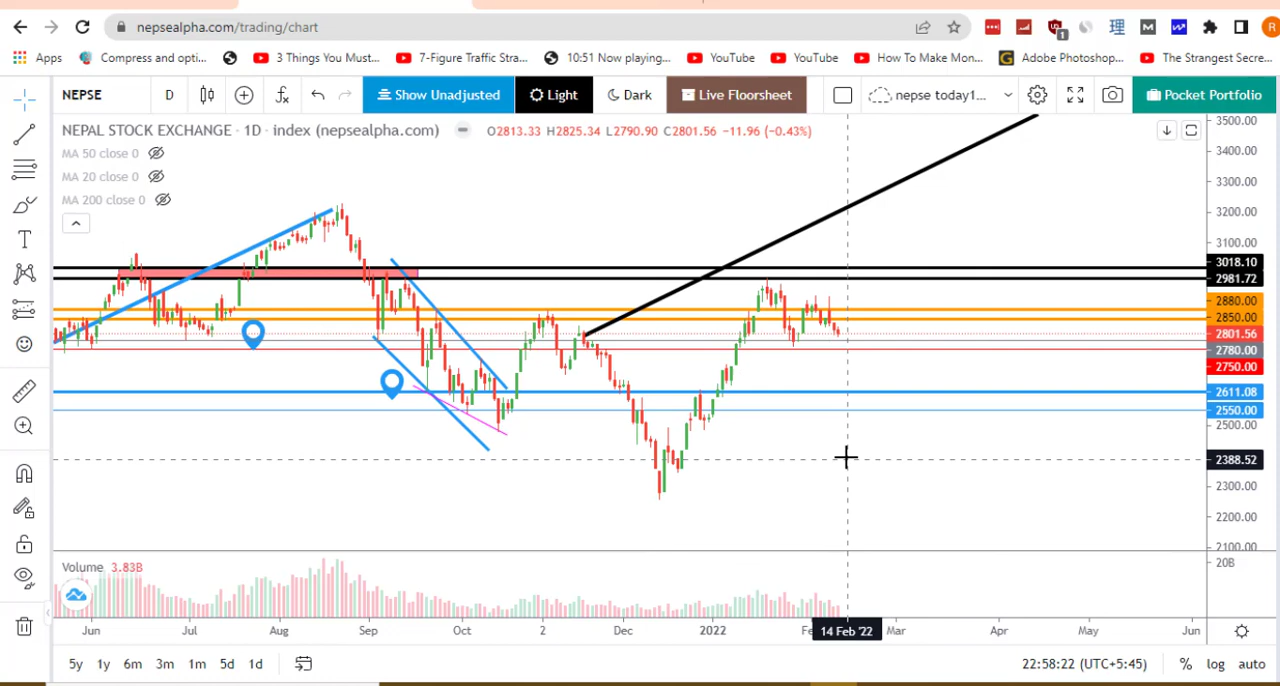 nepsealpha.com/trading/chart
Apps Compress and opti... 3 Things You Must... 7-Figure Traffic Stra... 10:51 Now playing... YouTube YouTube How To Make Mon... Adobe Photoshop... The Strangest Secre...
NEPSE D Show Unadjusted Light Dark Live Floorsheet nepse today1... Pocket Portfolio
NEPAL STOCK EXCHANGE · 1D · index (nepsealpha.com) O2813.33 H2825.34 L2790.90 C2801.56 −11.96 (−0.43%)
MA 50 close 0
MA 20 close 0
MA 200 close 0
3500.00
3400.00
3300.00
3200.00
3100.00
3018.10
2981.72
2880.00
2850.00
2801.56
2780.00
2750.00
2611.08
2550.00
2500.00
2388.52
2300.00
2200.00
2100.00
Volume 3.83B
20B
Jun Jul Aug Sep Oct 2 Dec 2022 Fe 14 Feb '22 Mar Apr May Jun
5y 1y 6m 3m 1m 5d 1d 22:58:22 (UTC+5:45) % log auto